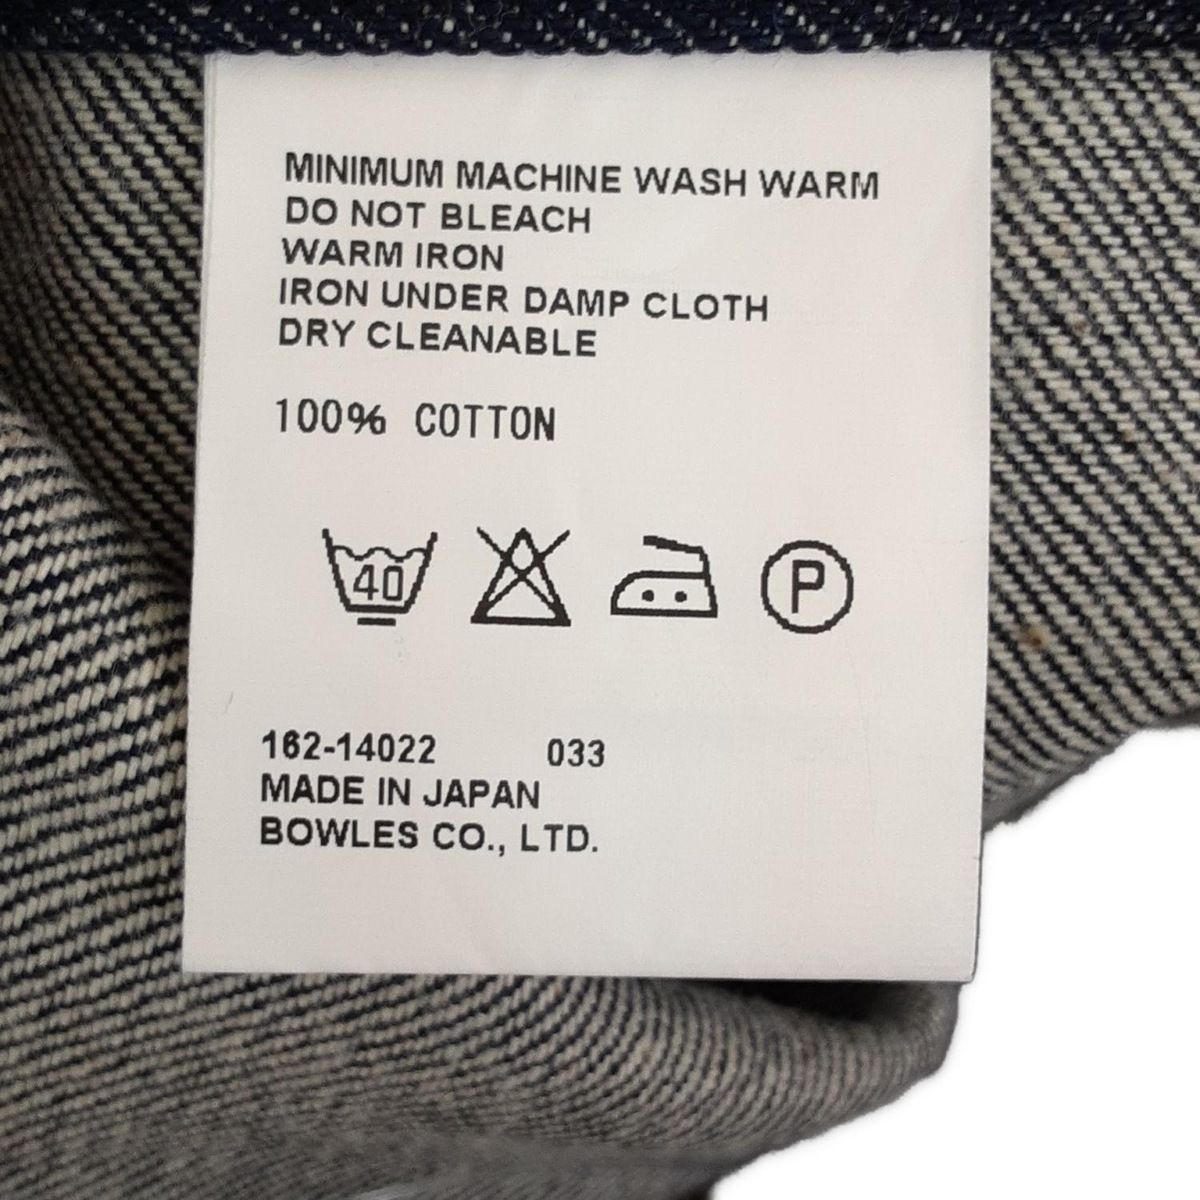 MINIMUM MACHINE WASH WARM
DO NOT BLEACH
WARM IRON
IRON UNDER DAMP CLOTH
DRY CLEANABLE
100% COTTON
40 P
162-14022 033
MADE IN JAPAN
BOWLES CO., LTD.